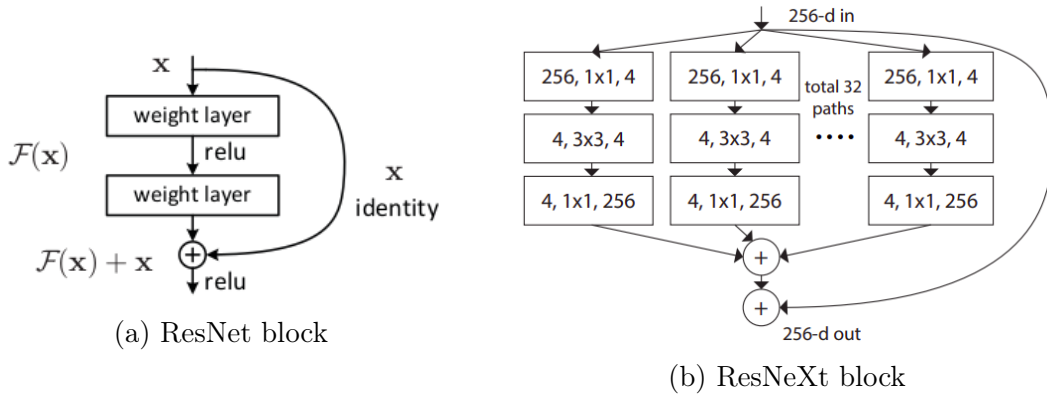 x
weight layer
relu
F(x)
weight layer
x
identity
F(x) + x
+
relu
(a) ResNet block
256-d in
256, 1x1, 4
256, 1x1, 4
total 32
paths
256, 1x1, 4
4, 3x3, 4
4, 3x3, 4
....
4, 3x3, 4
4, 1x1, 256
4, 1x1, 256
4, 1x1, 256
+
+
256-d out
(b) ResNeXt block